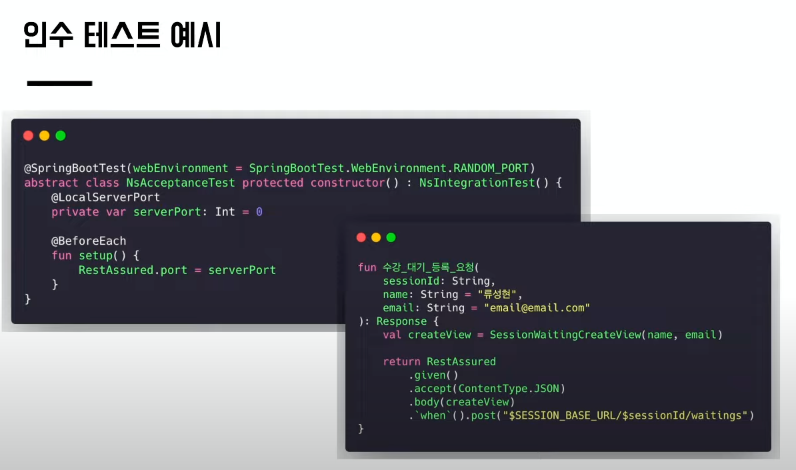 인수 테스트 예시
@SpringBootTest(webEnvironment = SpringBootTest.WebEnvironment.RANDOM_PORT)
abstract class NsAcceptanceTest protected constructor() : NsIntegrationTest() {
    @LocalServerPort
    private var serverPort: Int = 0

    @BeforeEach
    fun setup() {
        RestAssured.port = serverPort
    }
}
fun 수강_대기_등록_요청(
    sessionId: String,
    name: String = "류성현",
    email: String = "email@email.com"
): Response {
    val createView = SessionWaitingCreateView(name, email)

    return RestAssured
        .given()
        .accept(ContentType.JSON)
        .body(createView)
        .`when`().post("$SESSION_BASE_URL/$sessionId/waitings")
}